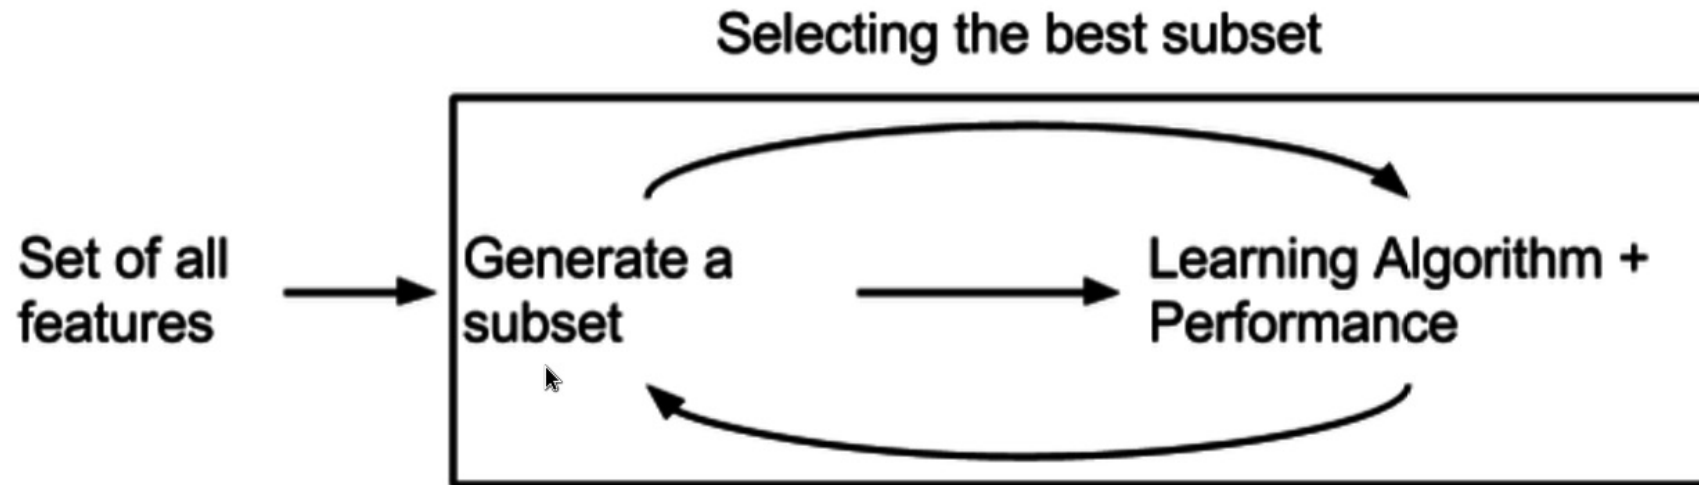 Selecting the best subset
Set of all
features
Generate a
subset
Learning Algorithm +
Performance